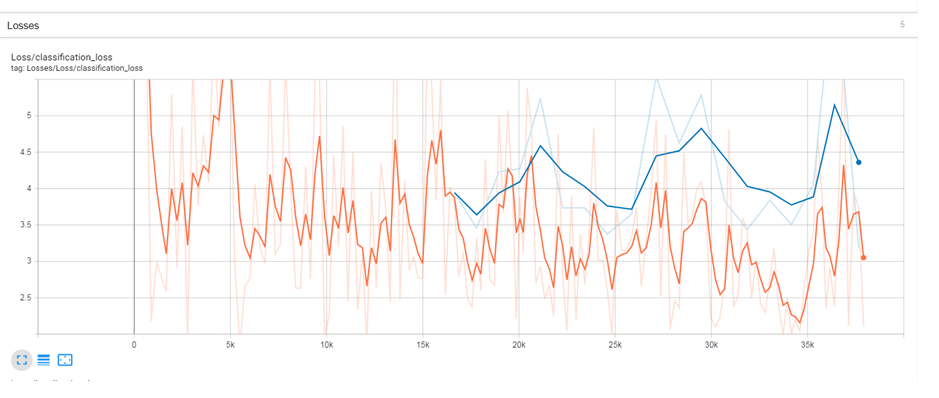 Losses
5
Loss/classification_loss
tag: Losses/Loss/classification_loss
5
4.5
4
3.5
3
2.5
0 5k 10k 15k 20k 25k 30k 35k